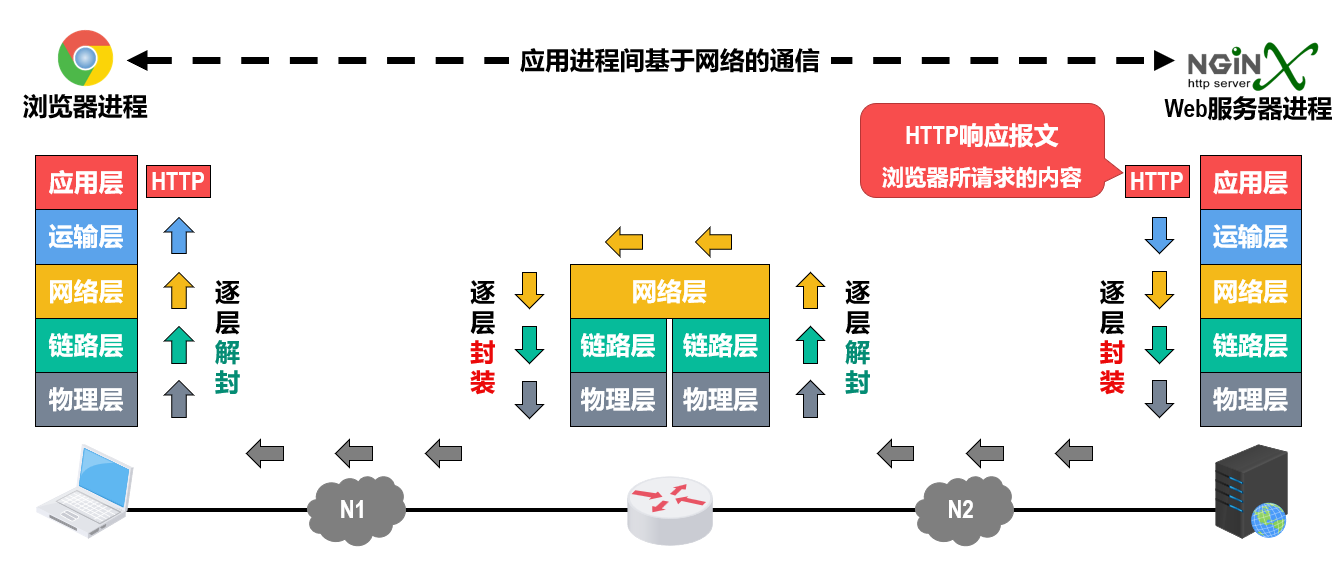 应用进程间基于网络的通信
浏览器进程
NGiNX
http server
Web服务器进程
HTTP响应报文
浏览器所请求的内容
应用层
HTTP
HTTP
应用层
运输层
运输层
网络层
逐层解封
逐层封装
网络层
逐层解封
逐层封装
网络层
链路层
链路层
链路层
链路层
物理层
物理层
物理层
物理层
N1
N2